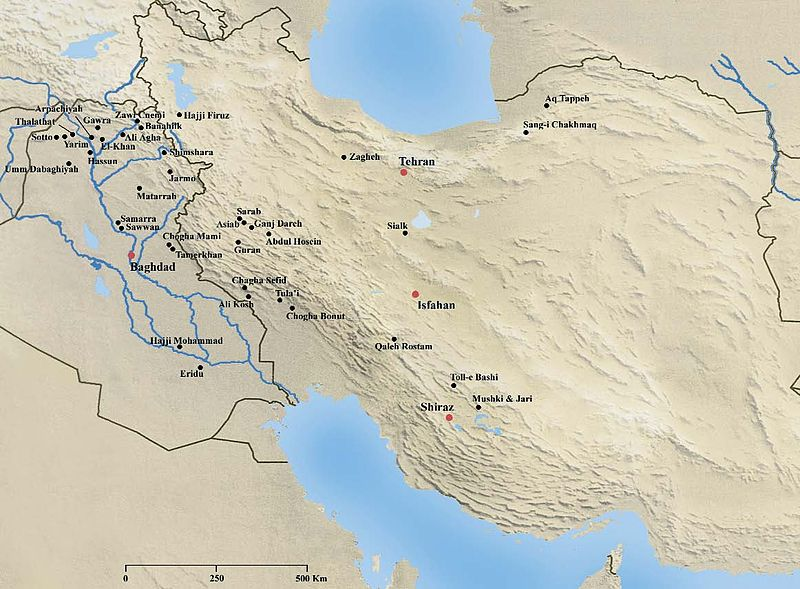 Aq Tappeh
Arpachiyah
Zawi Chemi
Hajji Firuz
Thalathat
Gawra
Banahilk
Sang-i Chakhmaq
Sotto
Yarim
El-Khan
Ali Agha
Hassun
Shimshara
Zagheh
Tehran
Umm Dabaghiyah
Jarmo
Matarrah
Samarra
Sawwan
Sarab
Asiab
Ganj Dareh
Sialk
Chogha Mami
Abdul Hosein
Tamerkhan
Guran
Baghdad
Chagha Sefid
Tula'i
Ali Kosh
Isfahan
Chogha Bonut
Hajji Mohammad
Qaleh Rostam
Eridu
Toll-e Bashi
Mushki & Jari
Shiraz
0 250 500 Km